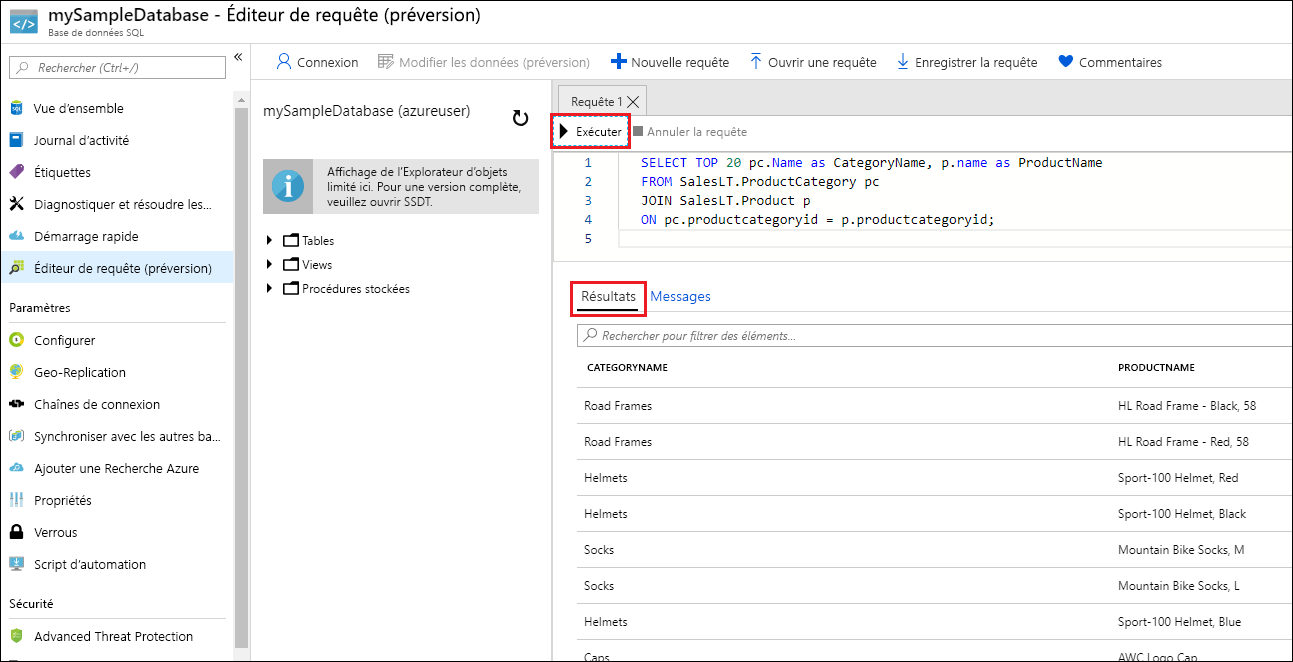 mySampleDatabase - Éditeur de requête (préversion)
Base de données SQL
Rechercher (Ctrl+/)
«
Vue d'ensemble
Journal d'activité
Étiquettes
Diagnostiquer et résoudre les...
Démarrage rapide
Éditeur de requête (préversion)
Paramètres
Configurer
Geo-Replication
Chaînes de connexion
Synchroniser avec les autres ba...
Ajouter une Recherche Azure
Propriétés
Verrous
Script d'automation
Sécurité
Advanced Threat Protection
Connexion
Modifier les données (préversion)
Nouvelle requête
Ouvrir une requête
Enregistrer la requête
Commentaires
mySampleDatabase (azureuser)
Affichage de l'Explorateur d'objets
limité ici. Pour une version complète,
veuillez ouvrir SSDT.
Tables
Views
Procédures stockées
Requête 1
Exécuter
Annuler la requête
1 SELECT TOP 20 pc.Name as CategoryName, p.name as ProductName
2 FROM SalesLT.ProductCategory pc
3 JOIN SalesLT.Product p
4 ON pc.productcategoryid = p.productcategoryid;
5
Résultats Messages
Rechercher pour filtrer des éléments...
CATEGORYNAME PRODUCTNAME
Road Frames HL Road Frame - Black, 58
Road Frames HL Road Frame - Red, 58
Helmets Sport-100 Helmet, Red
Helmets Sport-100 Helmet, Black
Socks Mountain Bike Socks, M
Socks Mountain Bike Socks, L
Helmets Sport-100 Helmet, Blue
Caps AWC Logo Cap